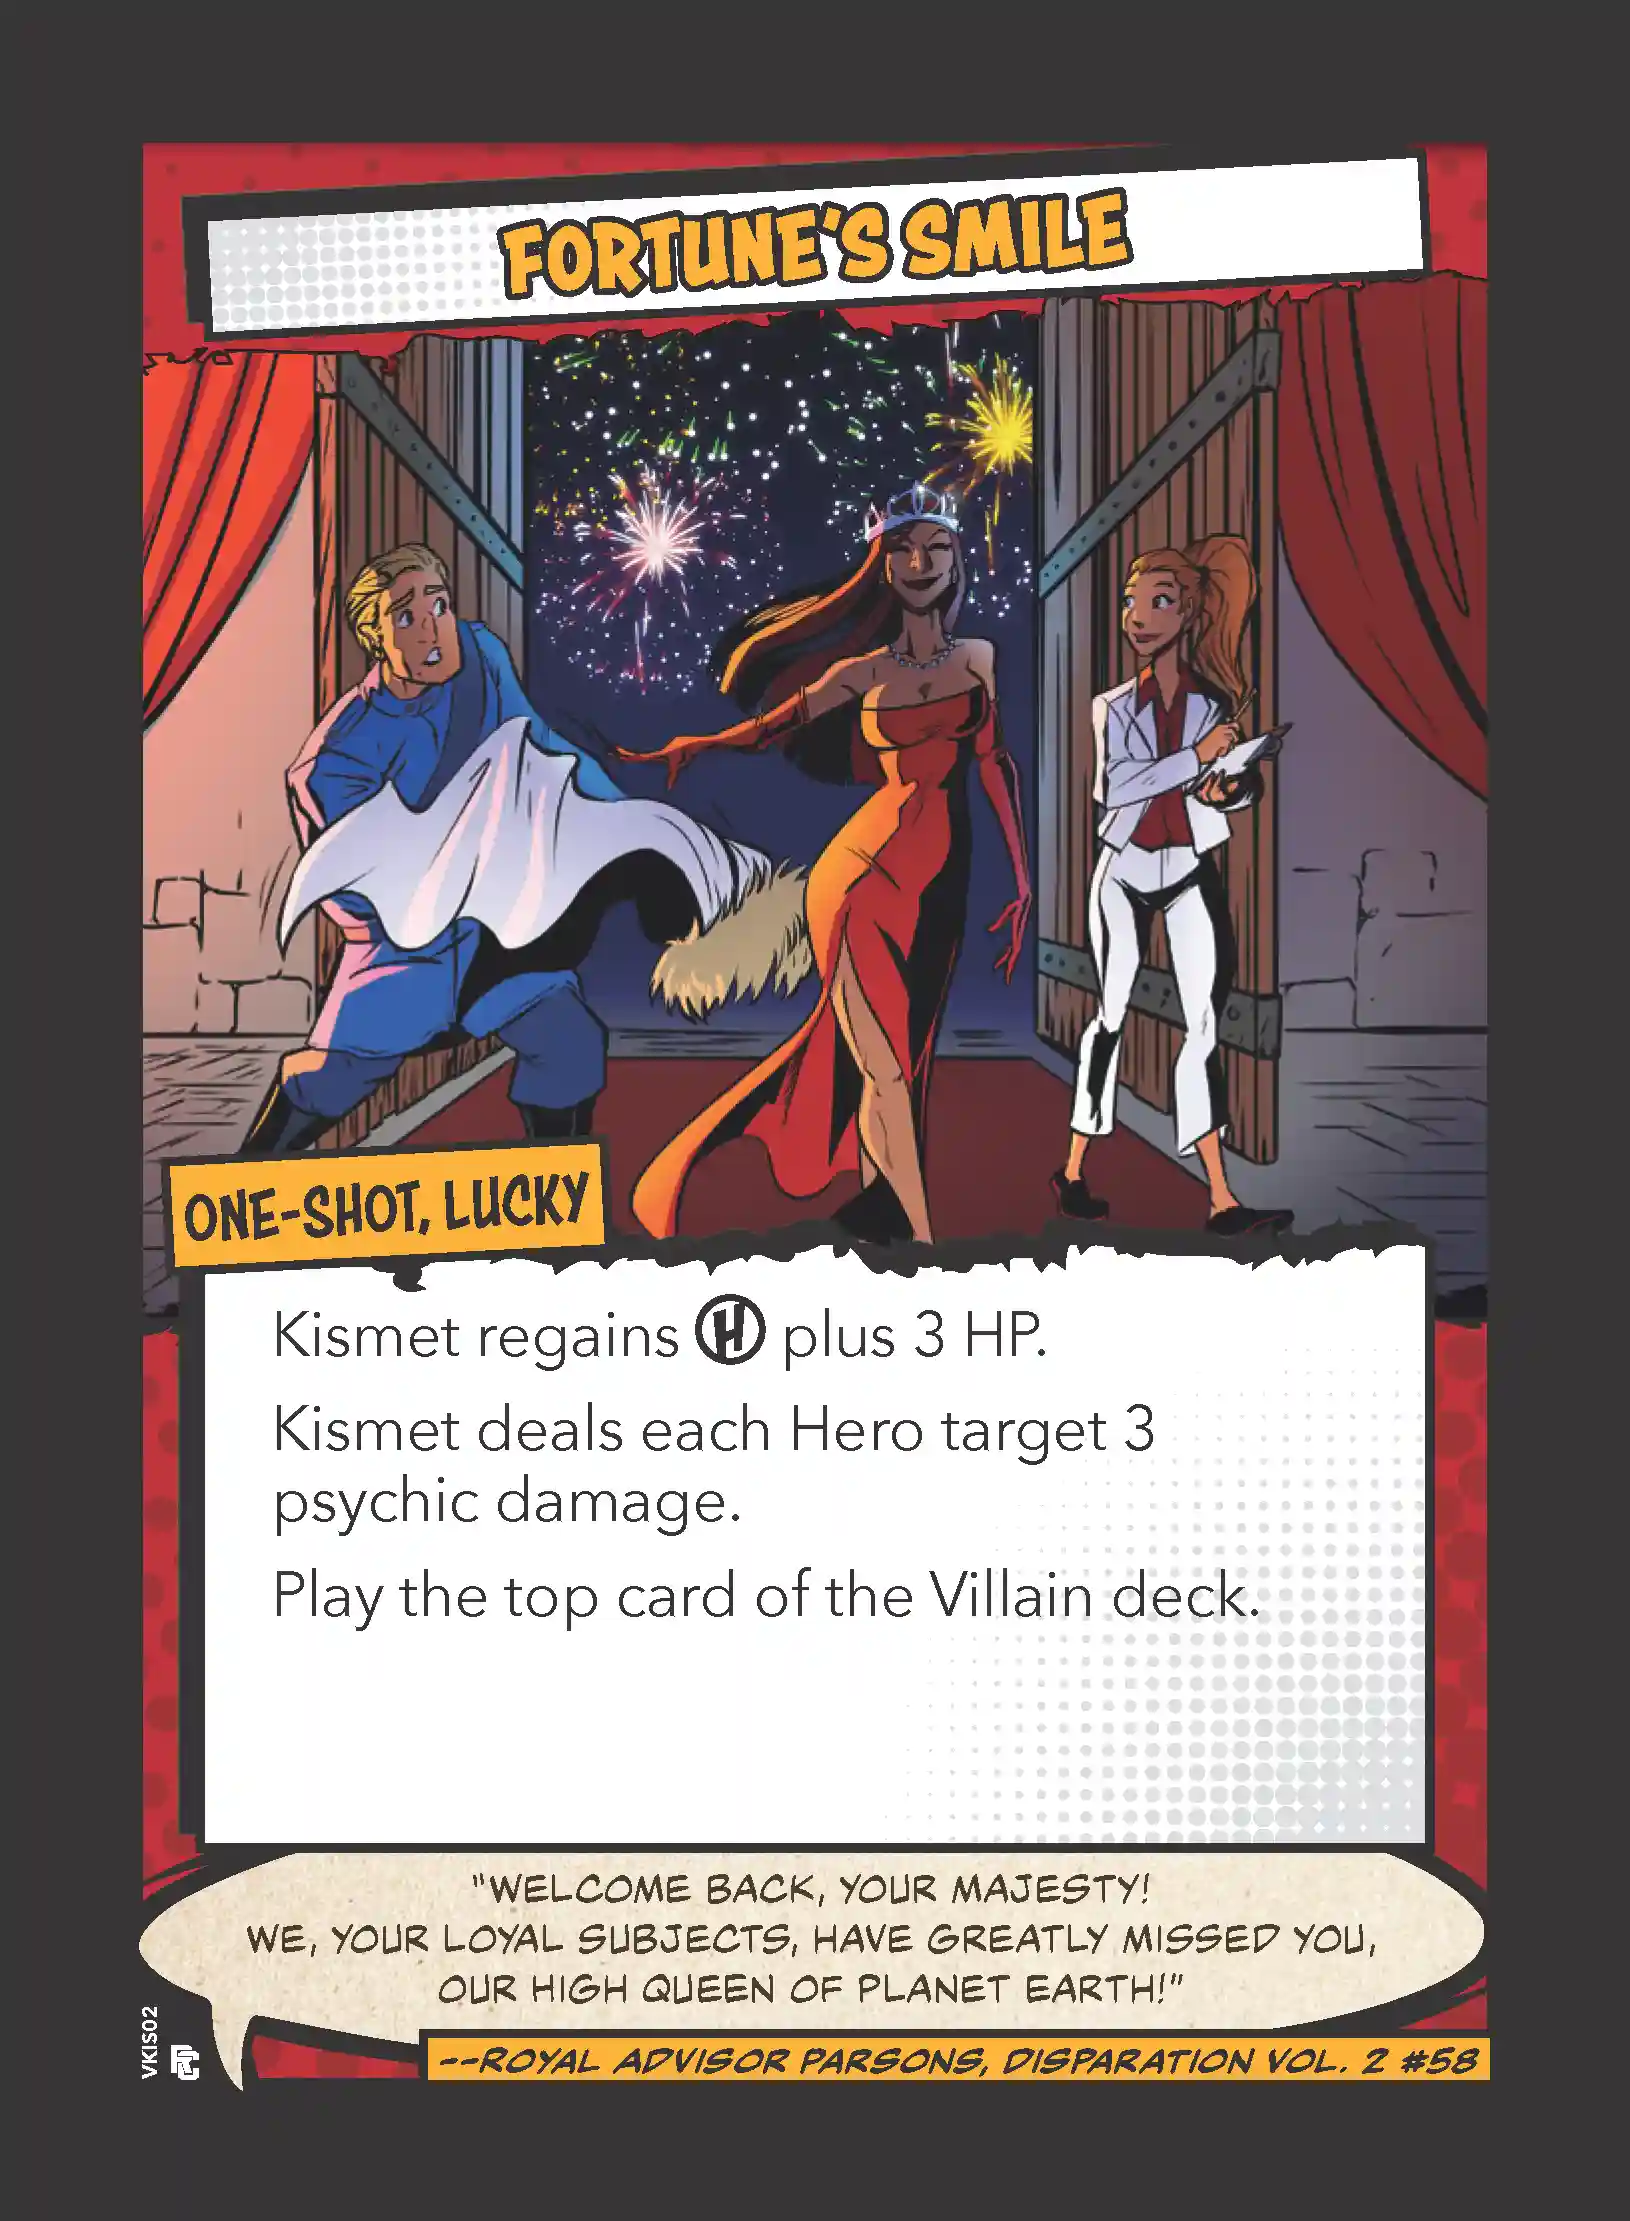 FORTUNE'S SMILE
ONE-SHOT, LUCKY
Kismet regains Ⓗ plus 3 HP.
Kismet deals each Hero target 3
psychic damage.
Play the top card of the Villain deck.
"WELCOME BACK, YOUR MAJESTY!
WE, YOUR LOYAL SUBJECTS, HAVE GREATLY MISSED YOU,
OUR HIGH QUEEN OF PLANET EARTH!"
--ROYAL ADVISOR PARSONS, DISPARATION VOL. 2 #58
VKIS02